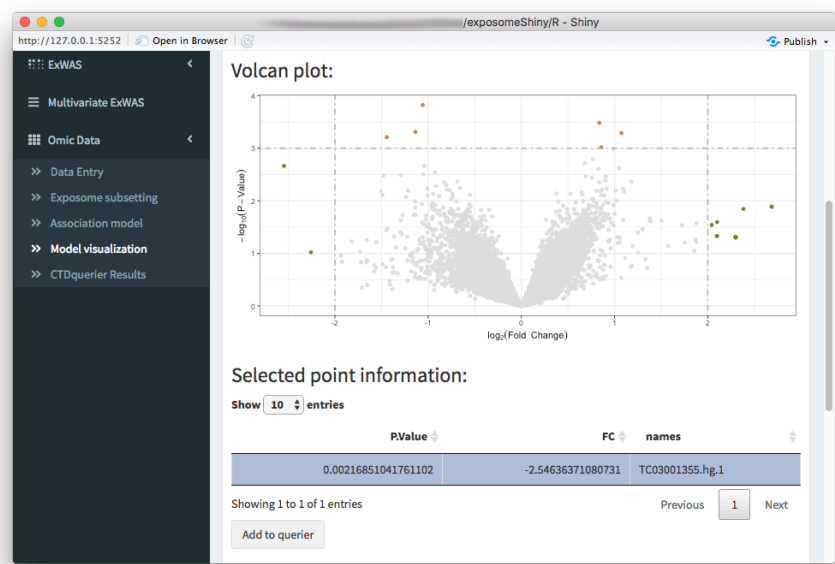 /exposomeShiny/R - Shiny
http://127.0.0.1:5252 Open in Browser Publish
ExWAS
Multivariate ExWAS
Omic Data
Data Entry
Exposome subsetting
Association model
Model visualization
CTDquerier Results
Volcan plot:
4
3
2
1
0
-log10(P - Value)
-2 -1 0 1 2
log2(Fold Change)
Selected point information:
Show 10 entries
P.Value FC names
0.00216851041761102 -2.54636371080731 TC03001355.hg.1
Showing 1 to 1 of 1 entries
Previous 1 Next
Add to querier